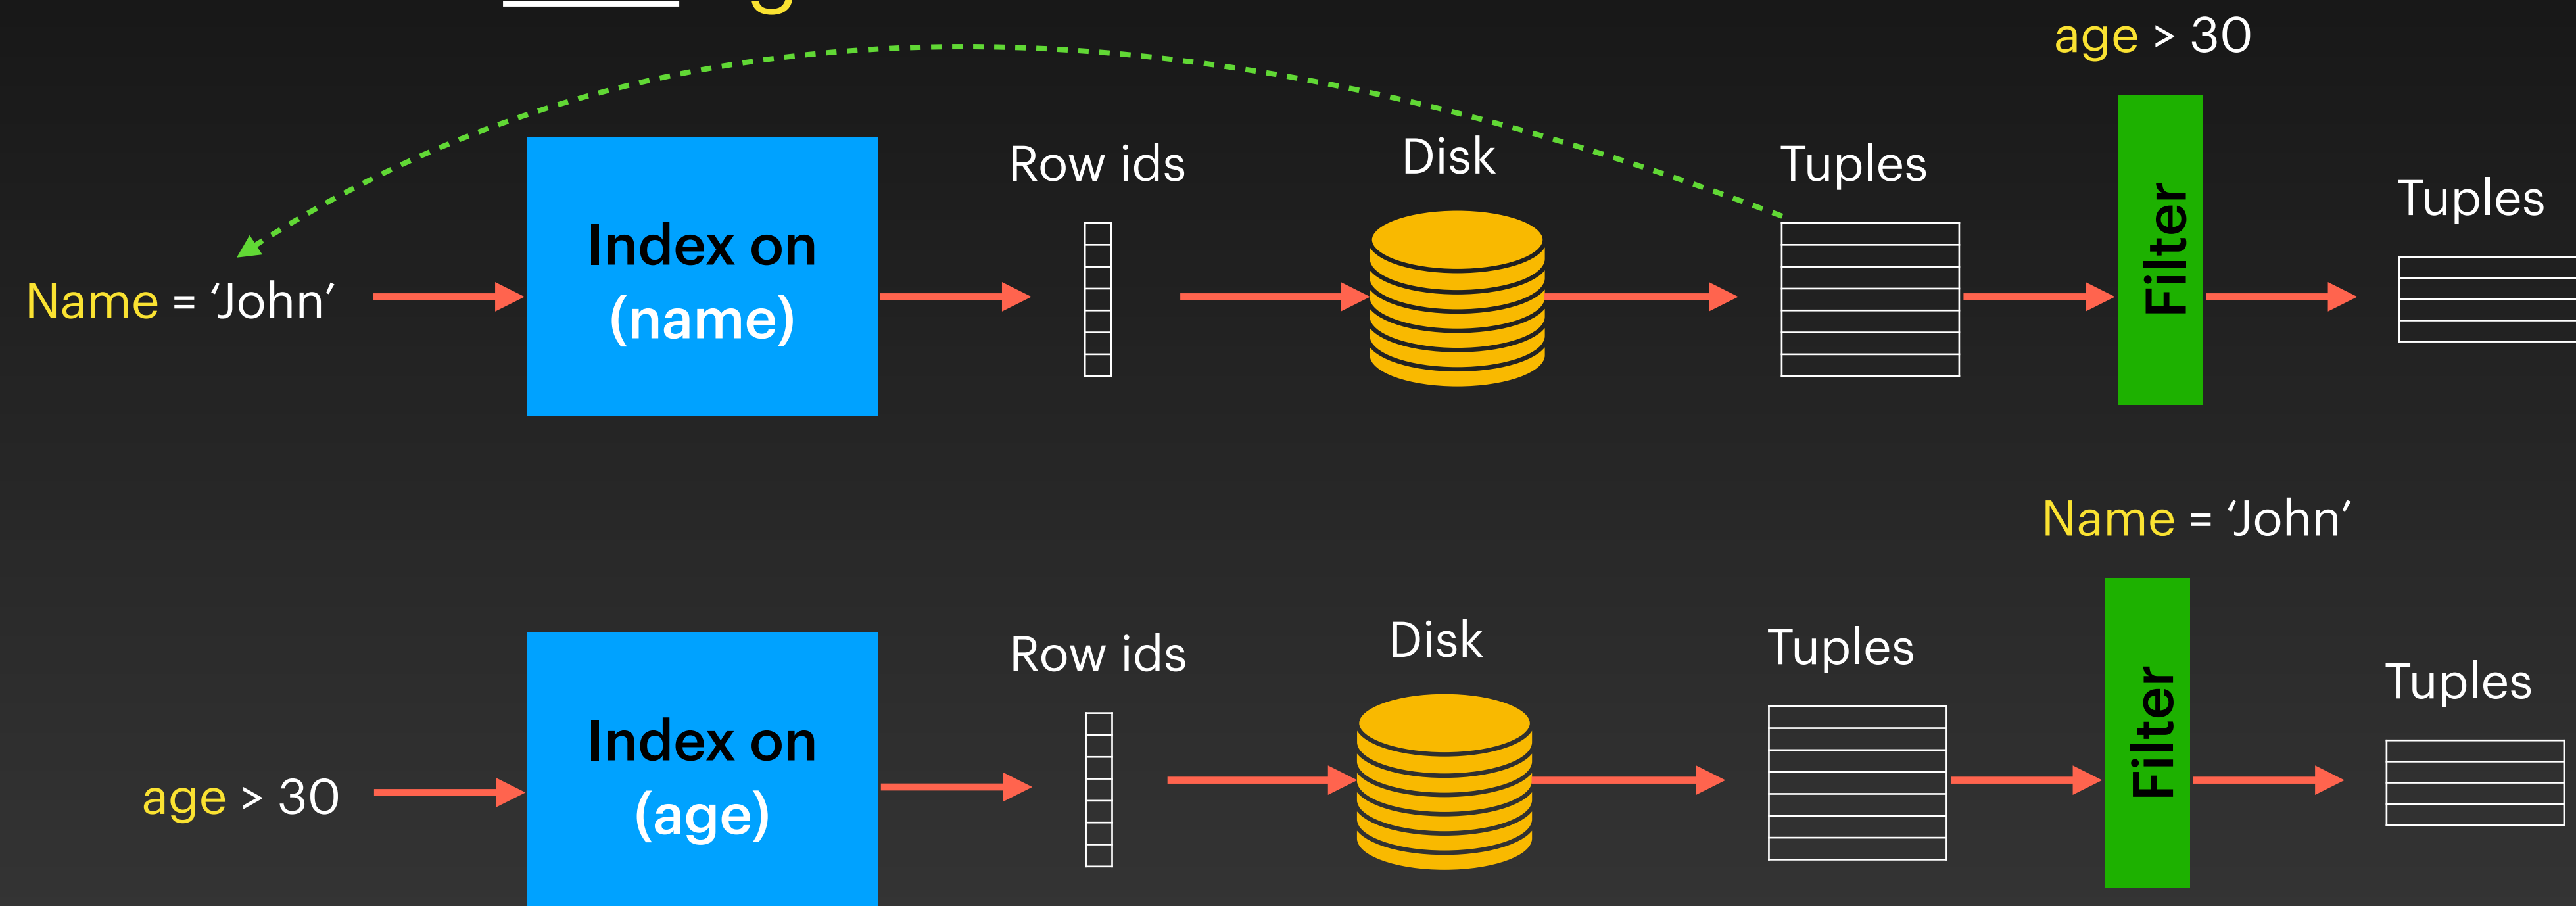 age > 30
Name = ‘John’
Index on
(name)
Row ids
Disk
Tuples
Filter
Tuples
Name = ‘John’
age > 30
Index on
(age)
Row ids
Disk
Tuples
Filter
Tuples